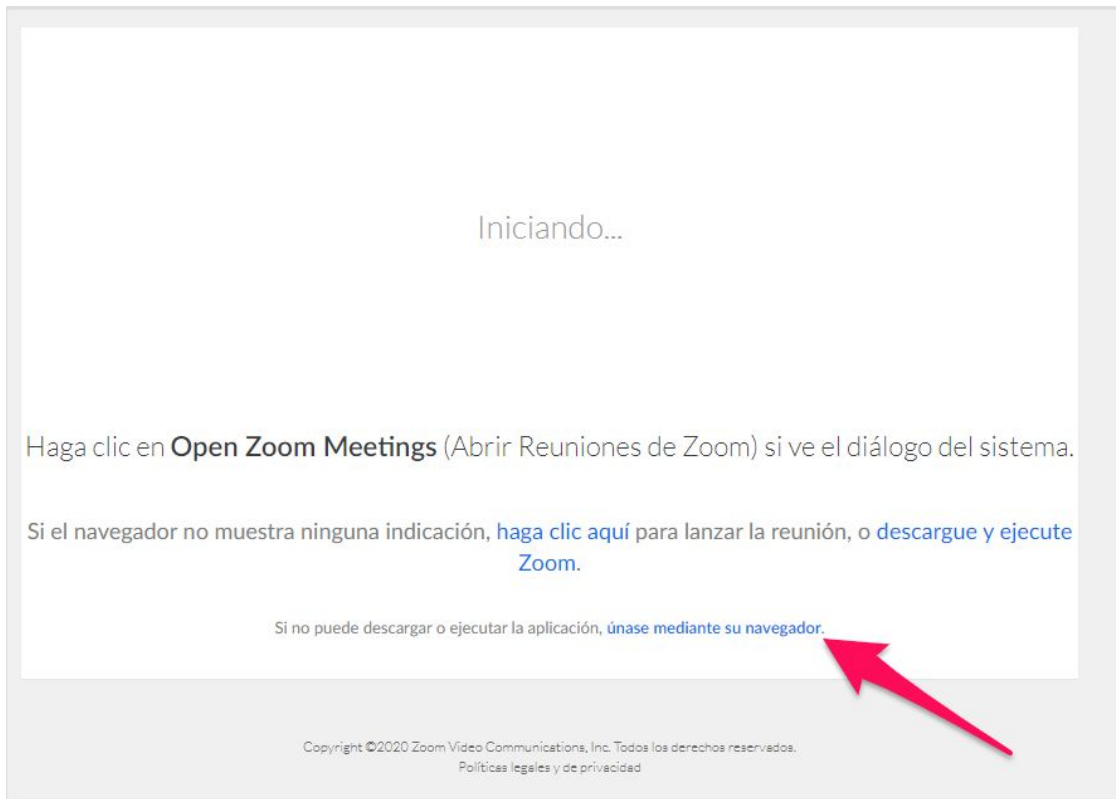 Iniciando...
Haga clic en Open Zoom Meetings (Abrir Reuniones de Zoom) si ve el diálogo del sistema.
Si el navegador no muestra ninguna indicación, haga clic aquí para lanzar la reunión, o descargue y ejecute
Zoom.
Si no puede descargar o ejecutar la aplicación, únase mediante su navegador.
Copyright ©2020 Zoom Video Communications, Inc. Todos los derechos reservados.
Políticas legales y de privacidad